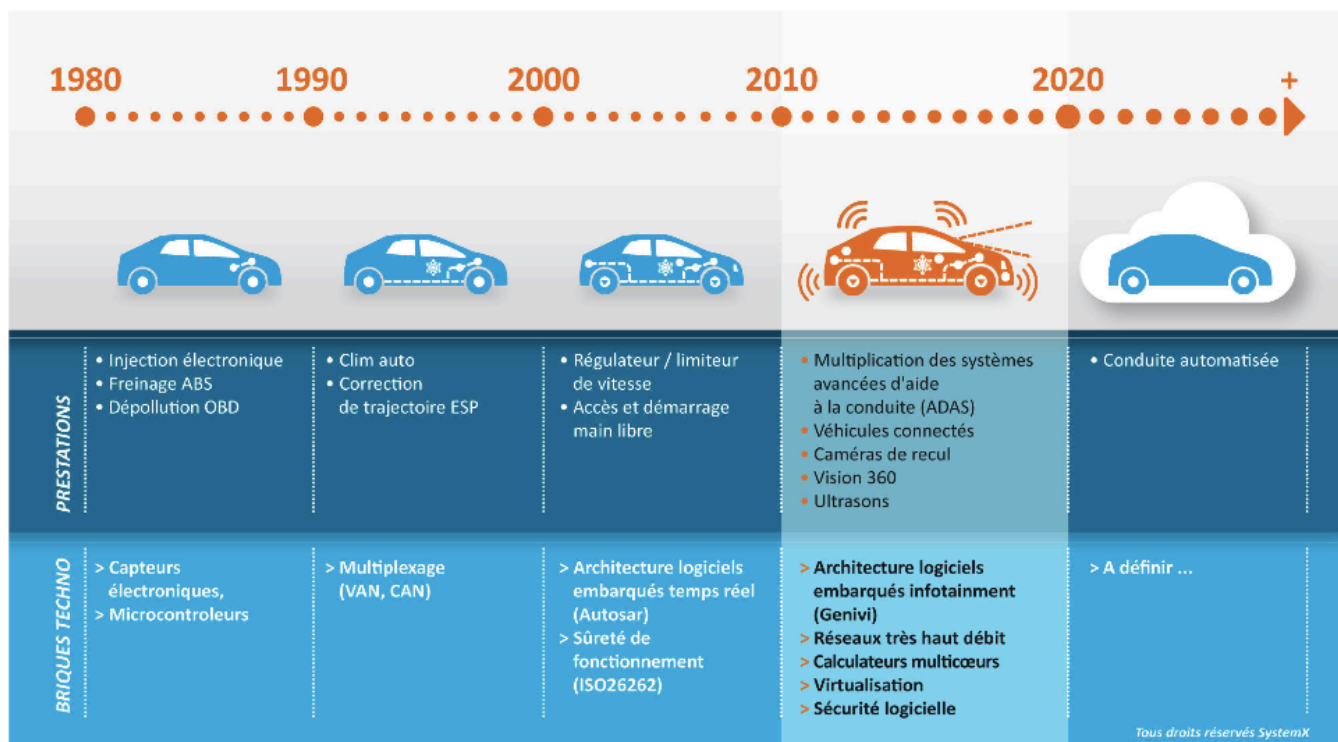 1980
1990
2000
2010
2020
+
PRESTATIONS
• Injection électronique
• Freinage ABS
• Dépollution OBD
• Clim auto
• Correction
de trajectoire ESP
• Régulateur / limiteur
de vitesse
• Accès et démarrage
main libre
• Multiplication des systèmes
avancées d'aide
à la conduite (ADAS)
• Véhicules connectés
• Caméras de recul
• Vision 360
• Ultrasons
• Conduite automatisée
BRIQUES TECHNO
> Capteurs
électroniques,
> Microcontroleurs
> Multiplexage
(VAN, CAN)
> Architecture logiciels
embarqués temps réel
(Autosar)
> Sûreté de
fonctionnement
(ISO26262)
> Architecture logiciels
embarqués infotainment
(Genivi)
> Réseaux très haut débit
> Calculateurs multicœurs
> Virtualisation
> Sécurité logicielle
> A définir ...
Tous droits réservés SystemX